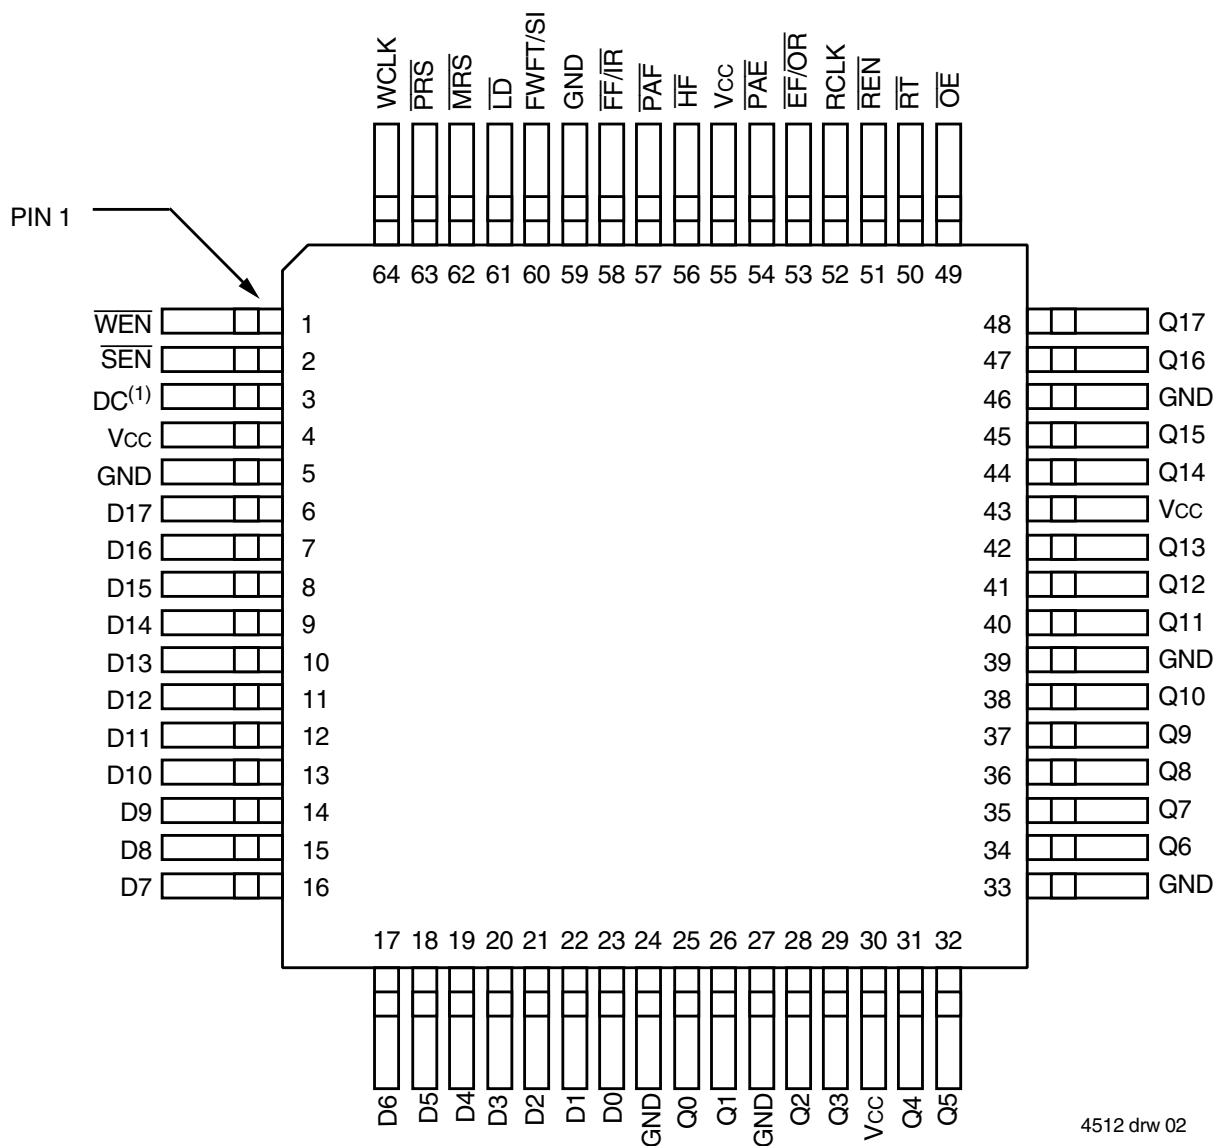 WCLK
PRS
MRS
LD
FWFT/SI
GND
FF/IR
PAF
HF
VCC
PAE
EF/OR
RCLK
REN
RT
OE
PIN 1
64 63 62 61 60 59 58 57 56 55 54 53 52 51 50 49
WEN 1 48 Q17
SEN 2 47 Q16
DC(1) 3 46 GND
VCC 4 45 Q15
GND 5 44 Q14
D17 6 43 VCC
D16 7 42 Q13
D15 8 41 Q12
D14 9 40 Q11
D13 10 39 GND
D12 11 38 Q10
D11 12 37 Q9
D10 13 36 Q8
D9 14 35 Q7
D8 15 34 Q6
D7 16 33 GND
17 18 19 20 21 22 23 24 25 26 27 28 29 30 31 32
D6
D5
D4
D3
D2
D1
D0
GND
Q0
Q1
GND
Q2
Q3
VCC
Q4
Q5
4512 drw 02